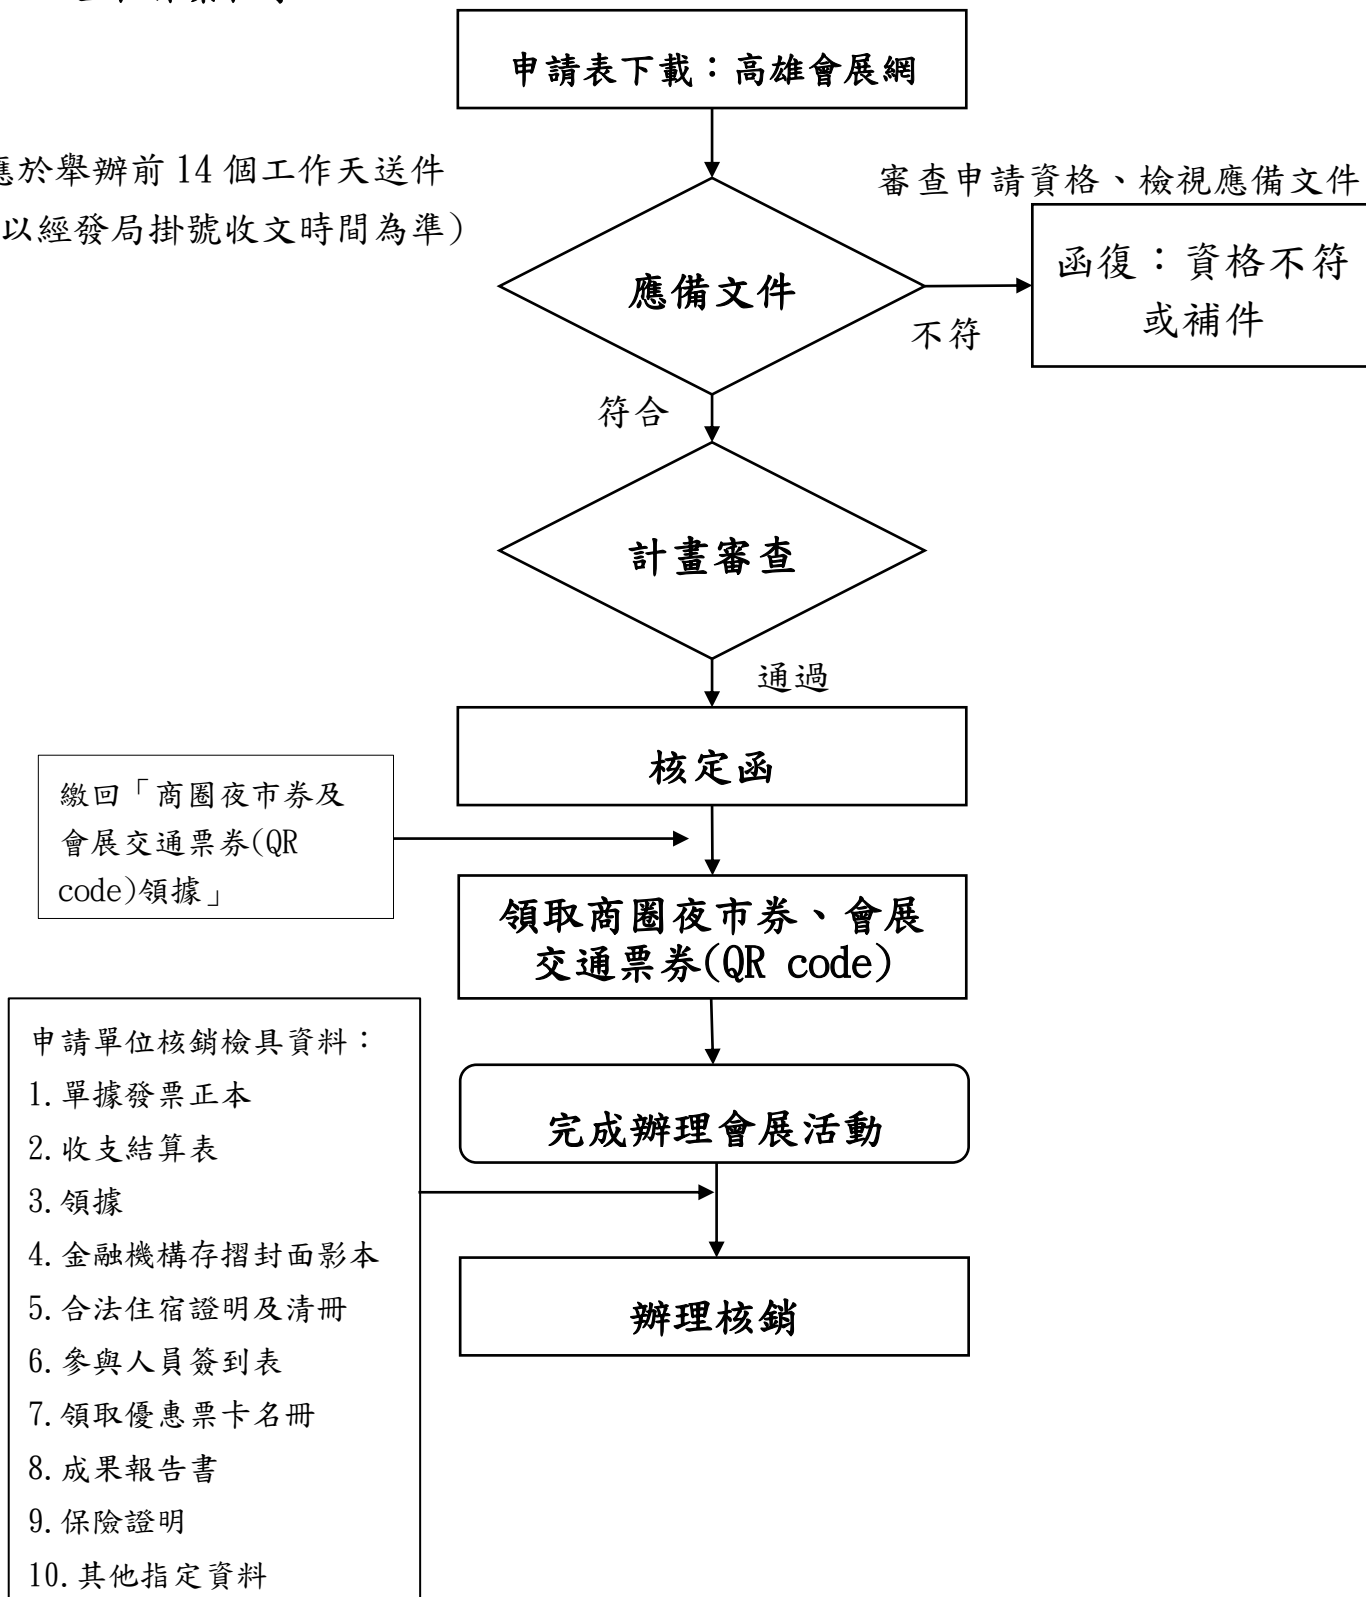 申請表下載：高雄會展網
應於舉辦前 14 個工作天送件
以經發局掛號收文時間為準)
審查申請資格、檢視應備文件
應備文件
函復：資格不符
或補件
不符
符合
計畫審查
通過
核定函
繳回「商圈夜市券及
會展交通票券(QR
code)領據」
領取商圈夜市券、會展
交通票券(QR code)
申請單位核銷檢具資料：
1.單據發票正本
2.收支結算表
3.領據
4.金融機構存摺封面影本
5.合法住宿證明及清冊
6.參與人員簽到表
7.領取優惠票卡名冊
8.成果報告書
9.保險證明
10.其他指定資料
完成辦理會展活動
辦理核銷